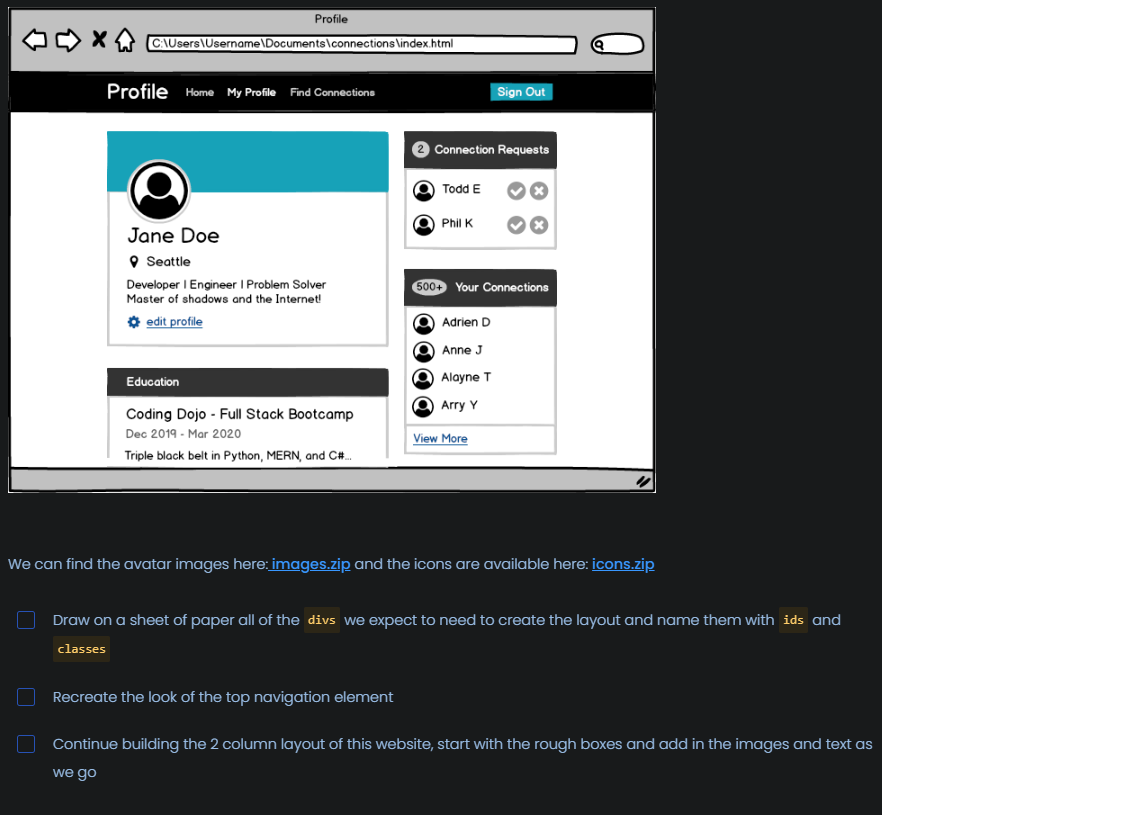 Profile
C:\Users\Username\Documents\connections\index.html
Profile Home My Profile Find Connections Sign Out
Jane Doe
Seattle
Developer | Engineer | Problem Solver
Master of shadows and the Internet!
edit profile
Education
Coding Dojo - Full Stack Bootcamp
Dec 2019 - Mar 2020
Triple black belt in Python, MERN, and C#...
2 Connection Requests
Todd E
Phil K
500+ Your Connections
Adrien D
Anne J
Alayne T
Arry Y
View More
We can find the avatar images here: images.zip and the icons are available here: icons.zip
Draw on a sheet of paper all of the divs we expect to need to create the layout and name them with ids and
classes
Recreate the look of the top navigation element
Continue building the 2 column layout of this website, start with the rough boxes and add in the images and text as
we go